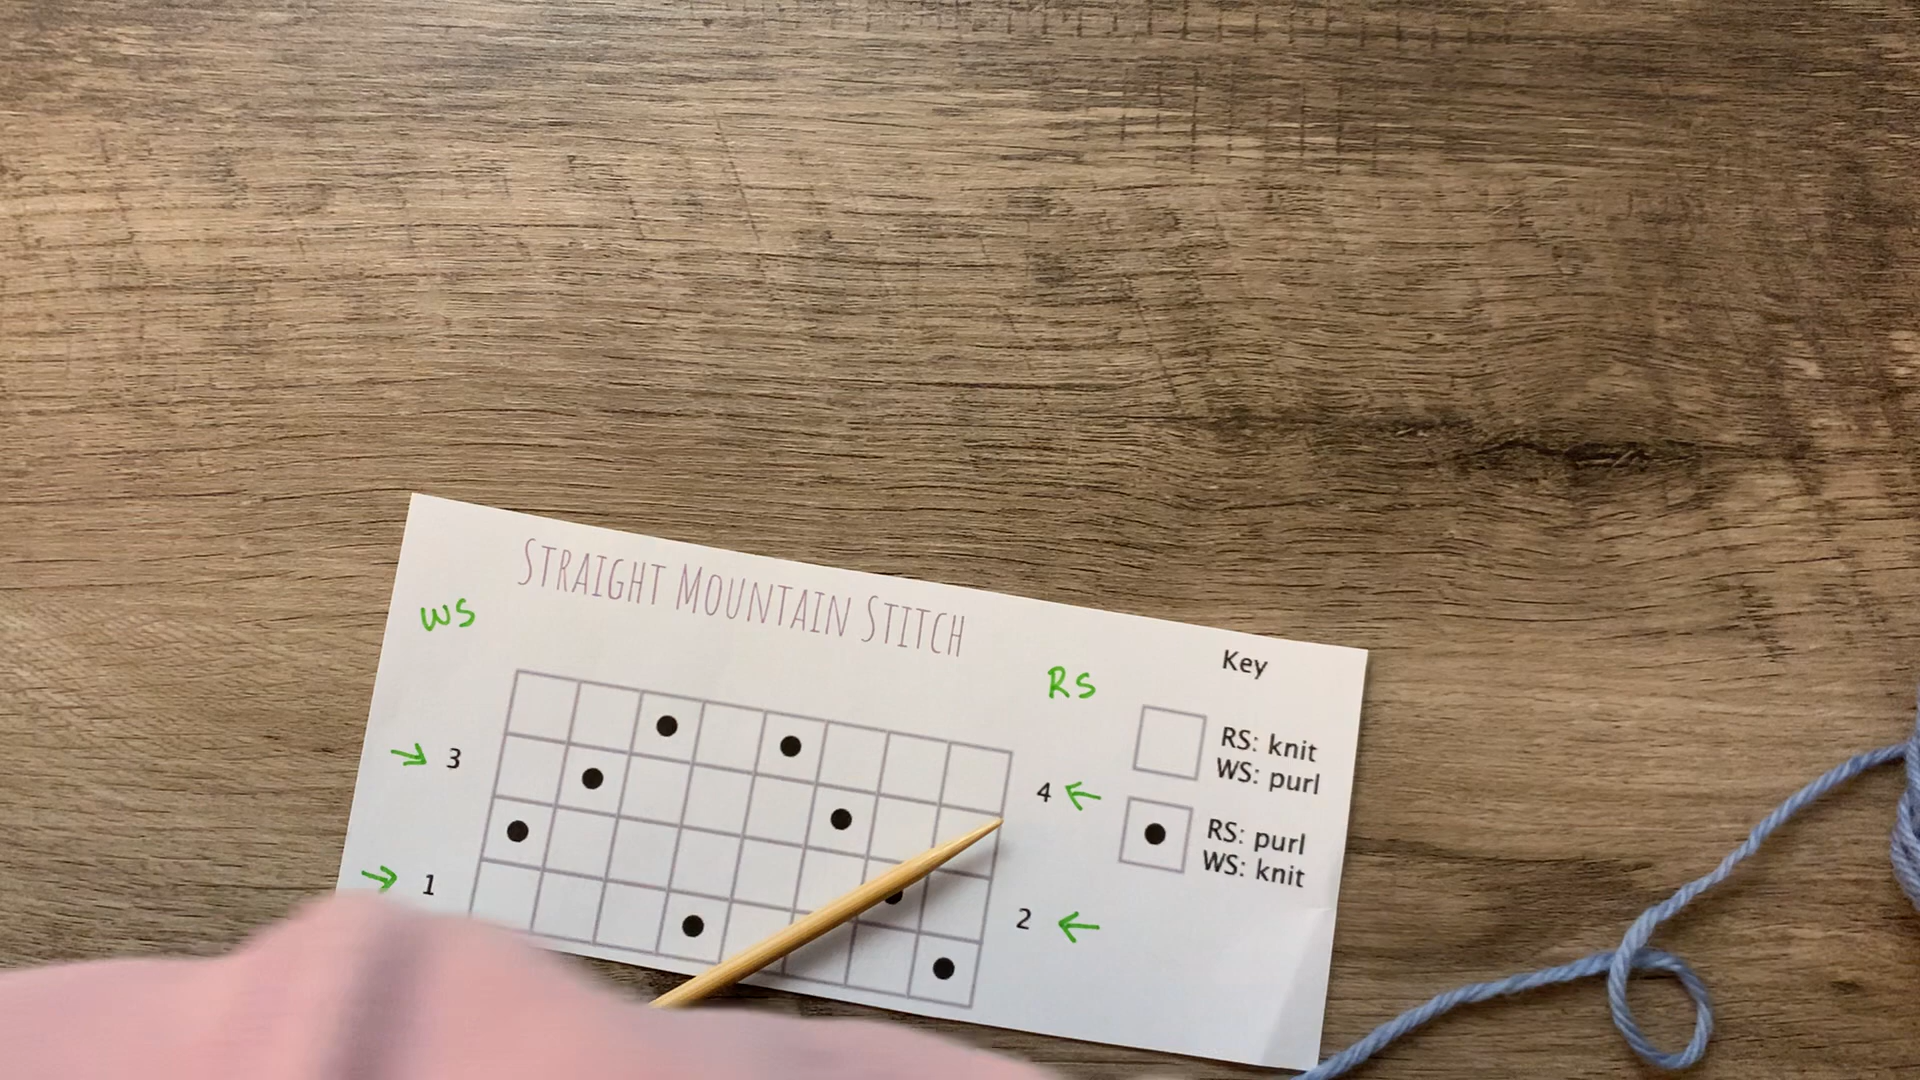 STRAIGHT MOUNTAIN STITCH
WS
RS
Key
RS: knit
WS: purl
→ 3
4 ←
RS: purl
WS: knit
→ 1
2 ←